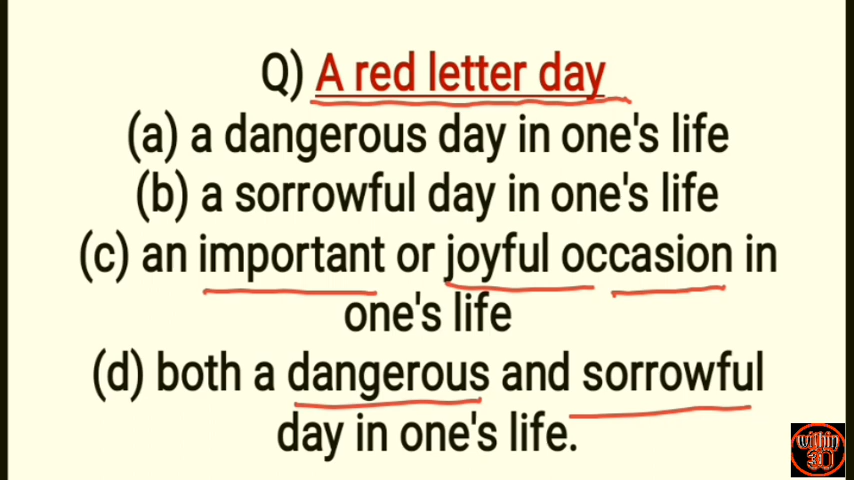 Q) A red letter day
(a) a dangerous day in one's life
(b) a sorrowful day in one's life
(c) an important or joyful occasion in
one's life
(d) both a dangerous and sorrowful
day in one's life.
within
30